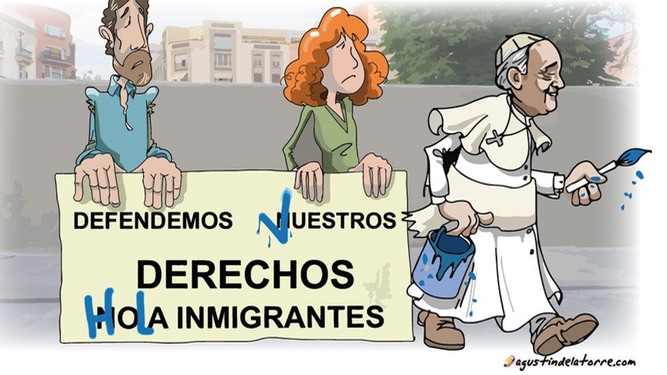 DEFENDEMOS VUESTROS
DERECHOS
HOLA INMIGRANTES
agustindelatorre.com